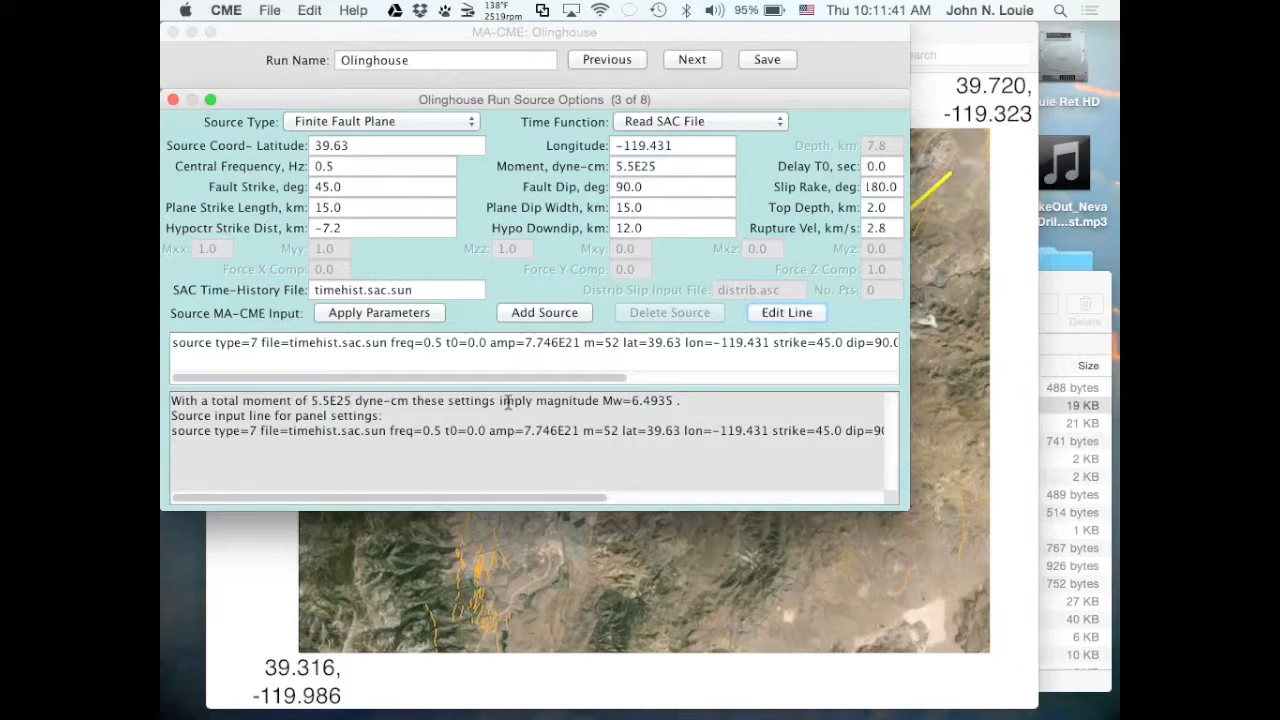 CME File Edit Help 138°F 2519rpm 95% Thu 10:11:41 AM John N. Louie
MA-CME: Olinghouse
Run Name: Olinghouse Previous Next Save
earch
39.720,
-119.323
Olinghouse Run Source Options (3 of 8)
Source Type: Finite Fault Plane Time Function: Read SAC File
Source Coord- Latitude: 39.63 Longitude: -119.431 Depth, km: 7.8
Central Frequency, Hz: 0.5 Moment, dyne-cm: 5.5E25 Delay T0, sec: 0.0
Fault Strike, deg: 45.0 Fault Dip, deg: 90.0 Slip Rake, deg: 180.0
Plane Strike Length, km: 15.0 Plane Dip Width, km: 15.0 Top Depth, km: 2.0
Hypoctr Strike Dist, km: -7.2 Hypo Downdip, km: 12.0 Rupture Vel, km/s: 2.8
Mxx: 1.0 Myy: 1.0 Mzz: 1.0 Mxy: 0.0 Mxz: 0.0 Myz: 0.0
Force X Comp: 0.0 Force Y Comp: 0.0 Force Z Comp: 1.0
SAC Time-History File: timehist.sac.sun Distrib Slip Input File: distrib.asc No. Pts: 0
Source MA-CME Input: Apply Parameters Add Source Delete Source Edit Line
source type=7 file=timehist.sac.sun freq=0.5 t0=0.0 amp=7.746E21 m=52 lat=39.63 lon=-119.431 strike=45.0 dip=90.0
With a total moment of 5.5E25 dyne-cm these settings imply magnitude Mw=6.4935 .
Source input line for panel settings:
source type=7 file=timehist.sac.sun freq=0.5 t0=0.0 amp=7.746E21 m=52 lat=39.63 lon=-119.431 strike=45.0 dip=90
39.316,
-119.986
uie Ret HD
keOut_Neva
Dril...st.mp3
Delete
Size
488 bytes
19 KB
21 KB
741 bytes
2 KB
2 KB
489 bytes
514 bytes
1 KB
767 bytes
926 bytes
752 bytes
27 KB
40 KB
6 KB
10 KB